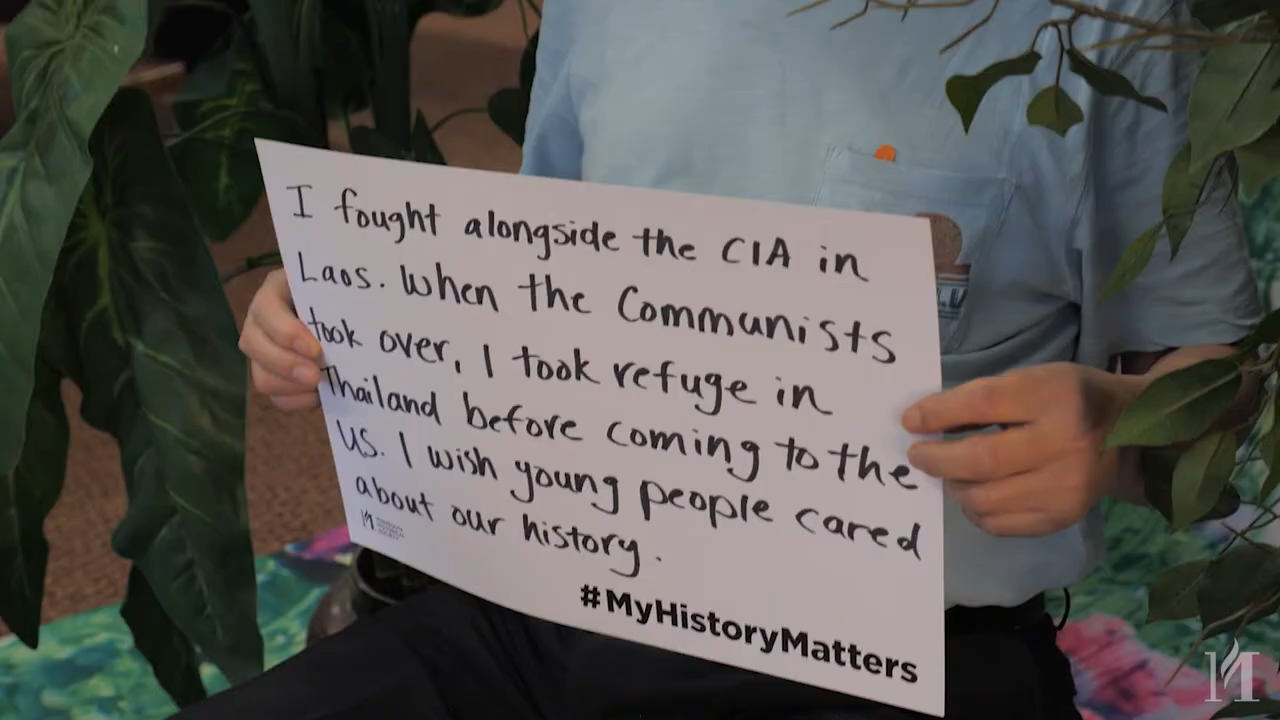 I fought alongside the CIA in
Laos. When the Communists
took over, I took refuge in
Thailand before coming to the
US. I wish young people cared
about our history.
#MyHistoryMatters